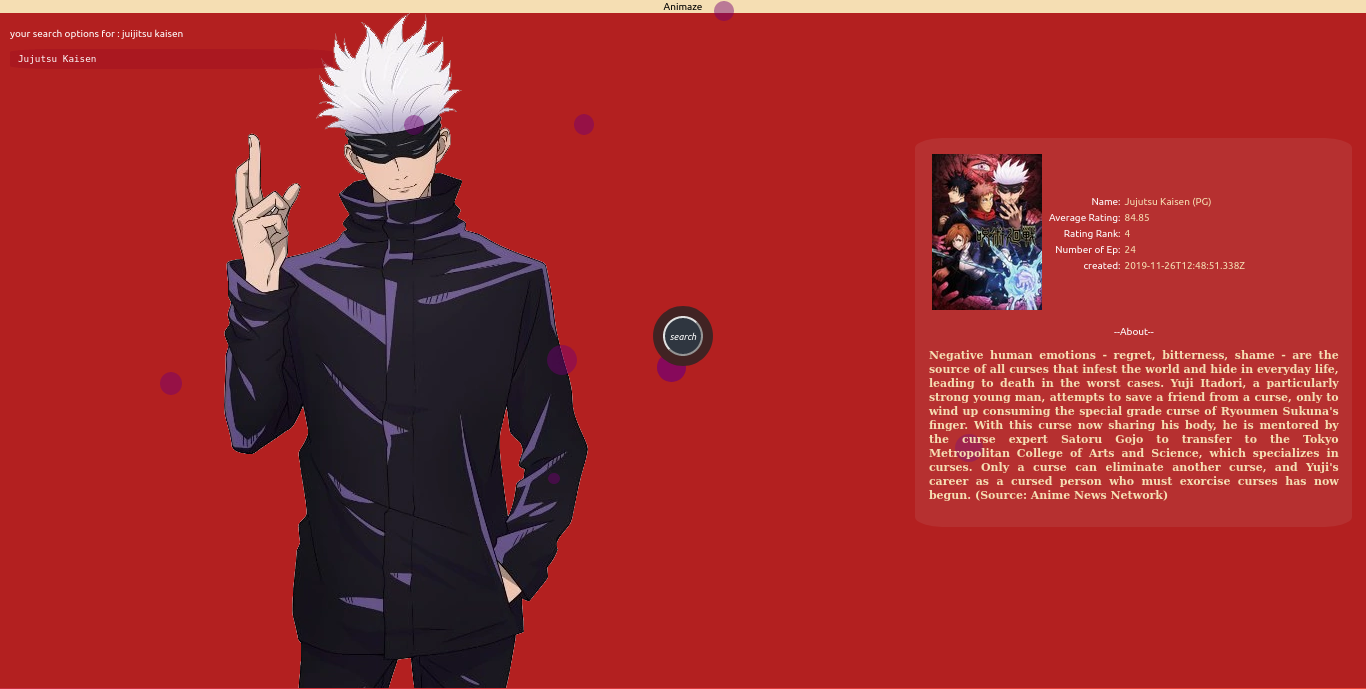 Animaze
your search options for : juijitsu kaisen
Jujutsu Kaisen
search
呪術廻戦
Name: Jujutsu Kaisen (PG)
Average Rating: 84.85
Rating Rank: 4
Number of Ep: 24
created: 2019-11-26T12:48:51.338Z
--About--
Negative human emotions - regret, bitterness, shame - are the
source of all curses that infest the world and hide in everyday life,
leading to death in the worst cases. Yuji Itadori, a particularly
strong young man, attempts to save a friend from a curse, only to
wind up consuming the special grade curse of Ryoumen Sukuna's
finger. With this curse now sharing his body, he is mentored by
the curse expert Satoru Gojo to transfer to the Tokyo
Metropolitan College of Arts and Science, which specializes in
curses. Only a curse can eliminate another curse, and Yuji's
career as a cursed person who must exorcise curses has now
begun. (Source: Anime News Network)